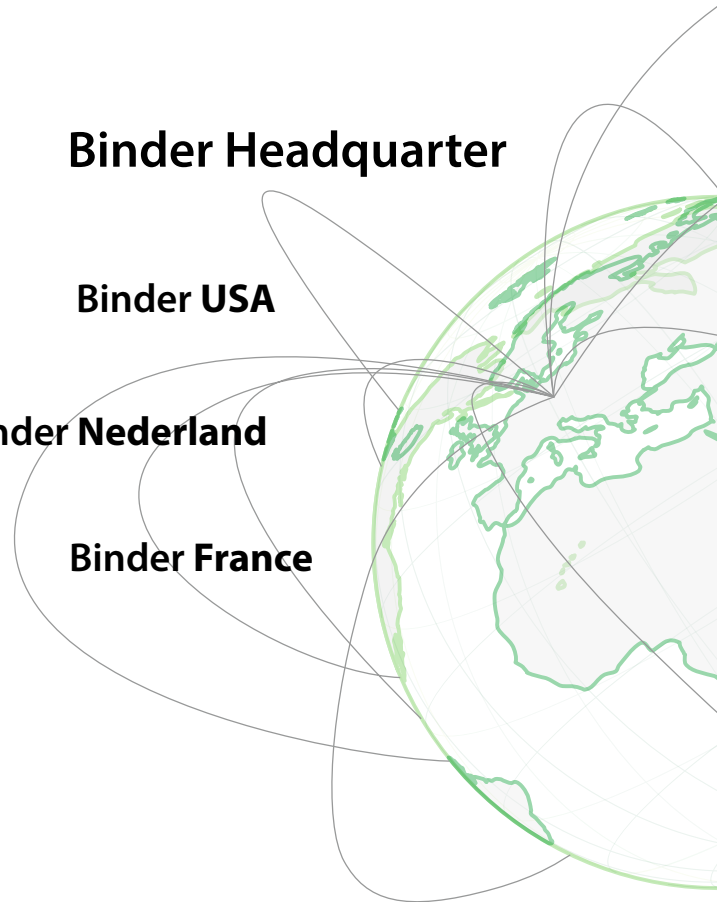 Binder Headquarter
Binder USA
nder Nederland
Binder France